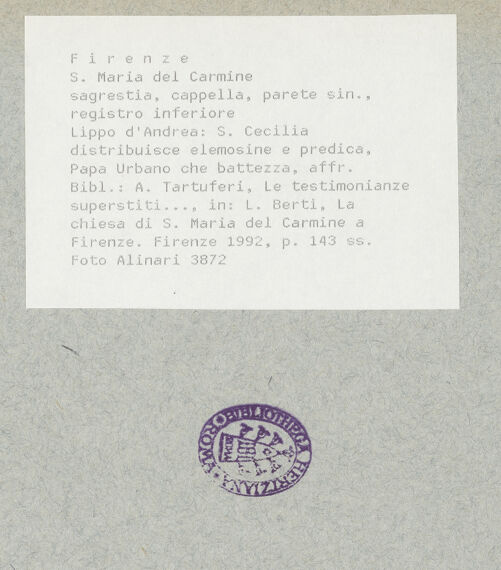 F i r e n z e
S. Maria del Carmine
sagrestia, cappella, parete sin.,
registro inferiore
Lippo d'Andrea: S. Cecilia
distribuisce elemosine e predica,
Papa Urbano che battezza, affr.
Bibl.: A. Tartuferi, Le testimonianze
superstiti..., in: L. Berti, La
chiesa di S. Maria del Carmine a
Firenze. Firenze 1992, p. 143 ss.
Foto Alinari 3872
BIBLIOTHECA HERTZIANA